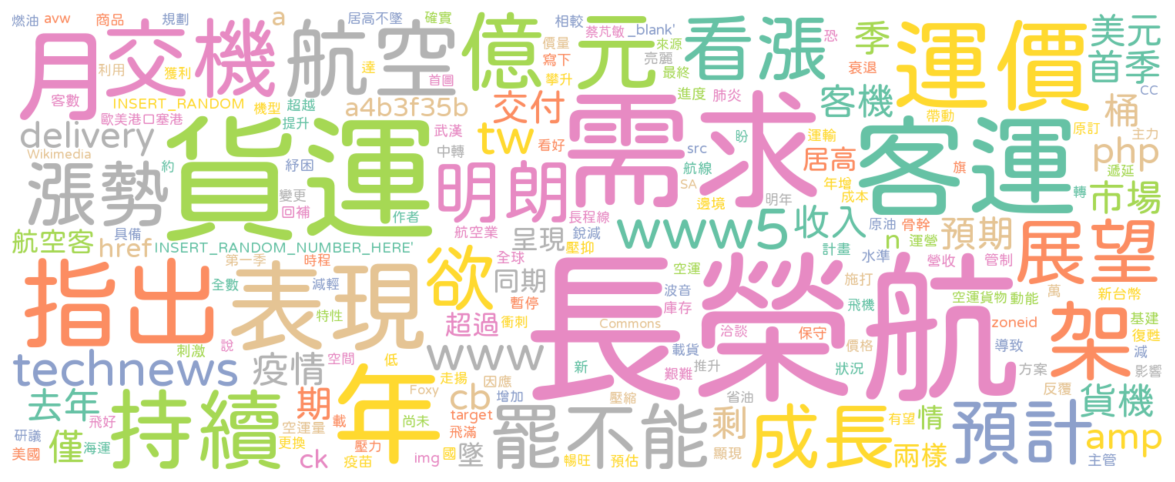 燃油 avw 商品 規劃 a 居高不墜 確實 相較 蔡芃敏 _blank'
月 交機 航空 億 元 看漲 季 運價 美元 首季
利用 獲利 達 首圖 價量 寫下 攀升 來源 亮麗 最終 恐 衰退
客數 INSERT_RANDOM 機型 超越 a4b3f35b 交付 進度 肺炎 客機 帶動 cc 桶
歐美港口塞港 提升 武漢 看好 tw 盼 運輸 原訂 主力
delivery Wikimedia 約 紓困 中轉 明朗 需求 src 航線 居高 旗 php 遞延
漲勢 貨運 變更 回補 SA 邊境 明年 年增 成本 客運 轉 市場
航空客 具備 作者 航空業 長程線 銳減 www5 收入 原油 骨幹 n 運營 預期
href INSERT_RANDOM_NUMBER_HERE' 呈現 壓抑 計畫 水準 營收 管制 展望
指出 第一季 時程 表現 欲 全球 同期 空運 波音 長榮航 施打 萬 新台幣 架
全數 減輕 特性 超過 暫停 衝刺 庫存 飛機 空運貨物 動能 基建
刺激 說 空間 www Commons 洽談 保守 價格 zoneid 復甦
technews 疫情 低 年 走揚 因應 新 載貨 推升 艱難 狀況 導致 方案 減 影響
去年 持續 期 Foxy cb 增加 壓縮 省油 反覆 貨機
飛好 載 尚未 target 罷不能 剩 成長 有望 情 預計
研議 僅 海運 空運量 更換 壓力 飛滿 兩樣 amp
美國 ck 疫苗 img 國 墜 暢旺 預估 顯現 主管